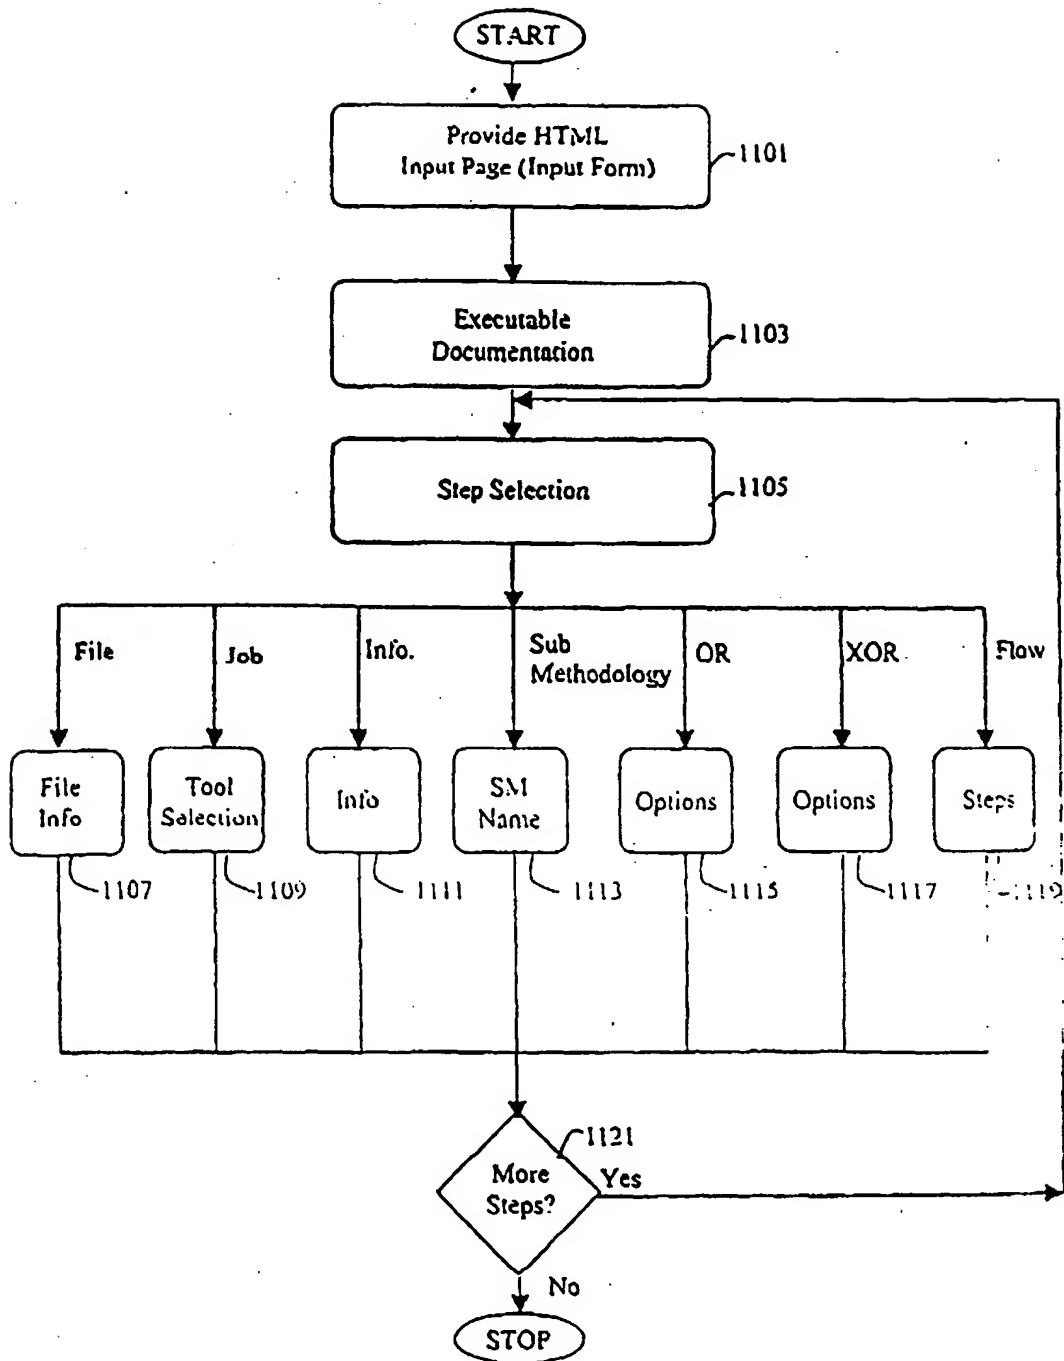 START
Provide HTML
Input Page (Input Form)
1101
Executable
Documentation
1103
Step Selection
1105
File
Job
Info.
Sub
Methodology
OR
XOR
Flow
File
Info
Tool
Selection
Info
SM
Name
Options
Options
Steps
1107
1109
1111
1113
1115
1117
1119
1121
More
Steps?
Yes
No
STOP